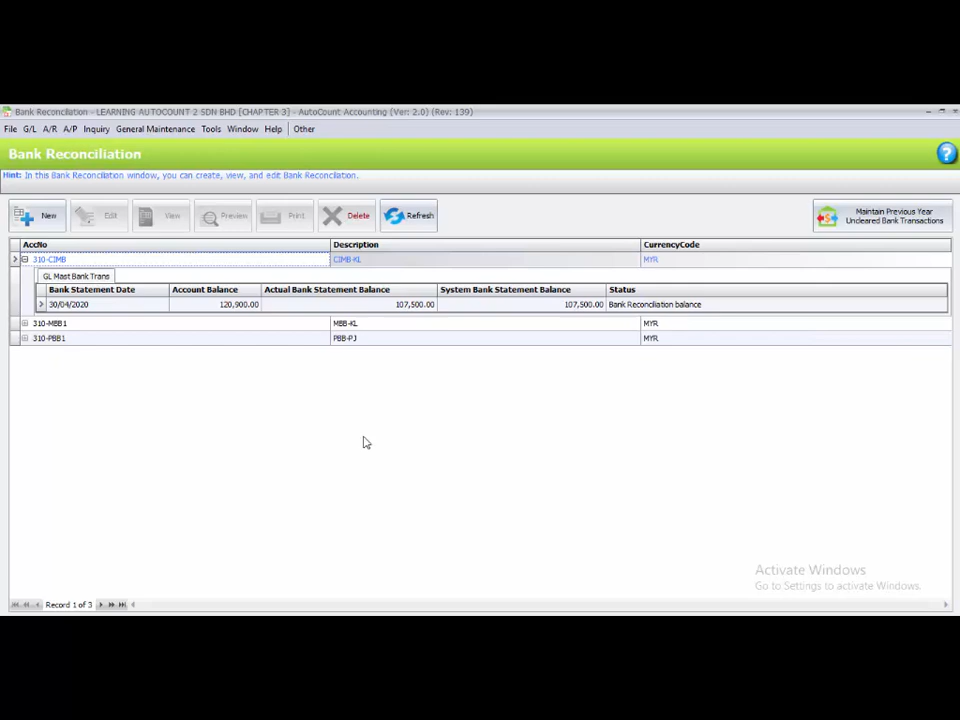 Bank Reconciliation - LEARNING AUTOCOUNT 2 SDN BHD [CHAPTER 3] - AutoCount Accounting (Ver: 2.0) (Rev: 139)
File G/L A/R A/P Inquiry General Maintenance Tools Window Help Other
Bank Reconciliation
Hint: In this Bank Reconciliation window, you can create, view, and edit Bank Reconcilation.
New Edit View Preview Print Delete Refresh Maintain Previous Year
Uncleared Bank Transactions
AccNo Description CurrencyCode
310-CIMB CIMB-KL MYR
GL Mast Bank Trans
Bank Statement Date Account Balance Actual Bank Statement Balance System Bank Statement Balance Status
30/04/2020 120,900.00 107,500.00 107,500.00 Bank Reconciliation balance
310-MBB1 MBB-KL MYR
310-PBB1 PBB-PJ MYR
Activate Windows
Go to Settings to activate Windows.
Record 1 of 3